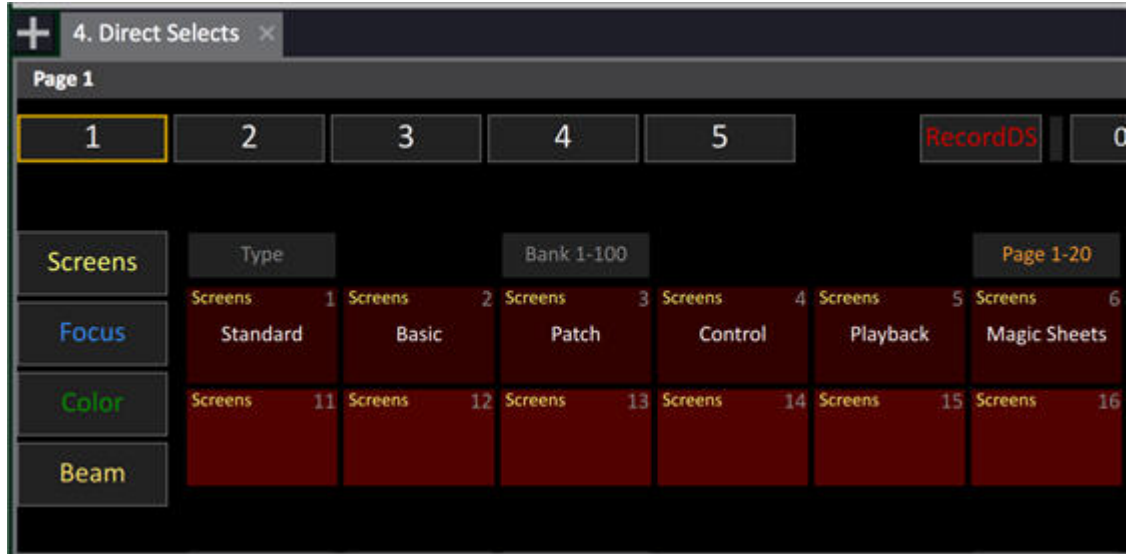 4. Direct Selects
Page 1
1 2 3 4 5 RecordDS 0
Screens Type Bank 1-100 Page 1-20
Screens 1 Screens 2 Screens 3 Screens 4 Screens 5 Screens 6
Focus Standard Basic Patch Control Playback Magic Sheets
Color Screens 11 Screens 12 Screens 13 Screens 14 Screens 15 Screens 16
Beam